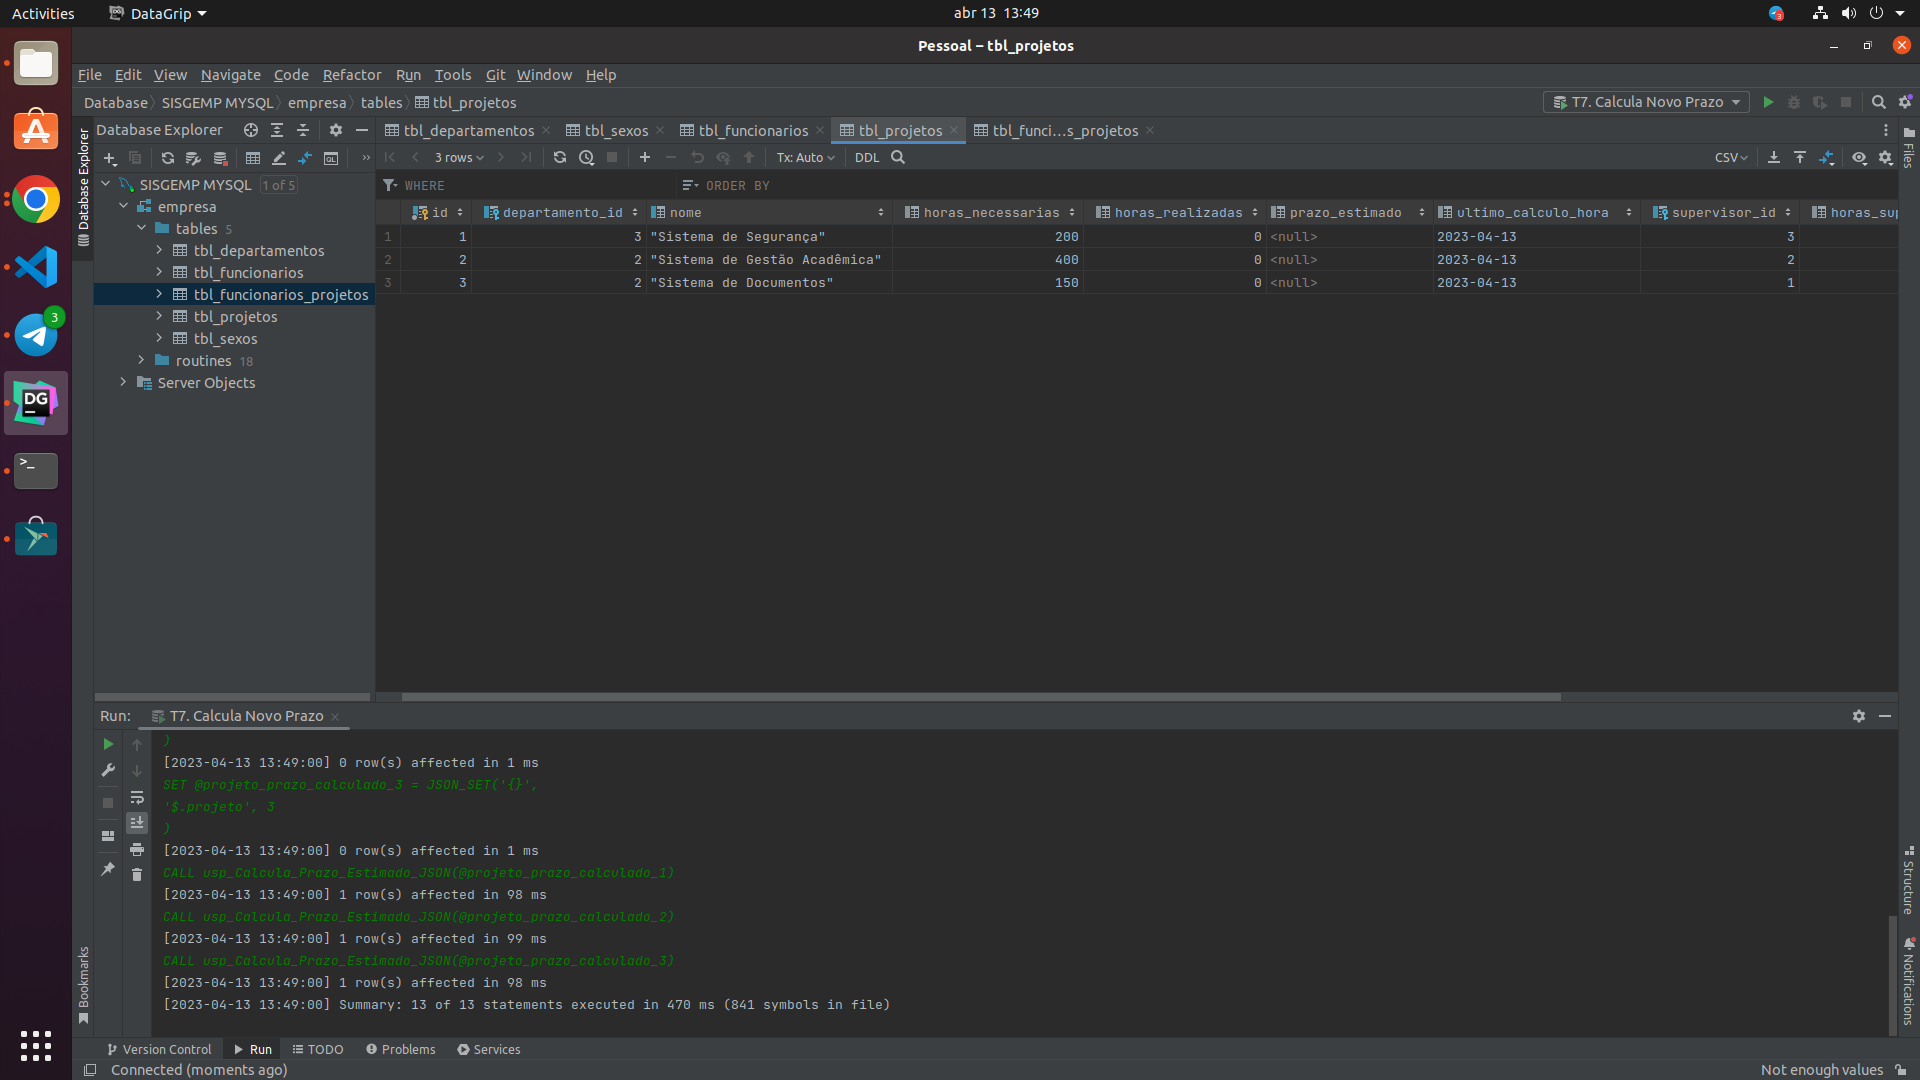 Activities
DataGrip
abr 13 13:49
3
Pessoal – tbl_projetos
File Edit View Navigate Code Refactor Run Tools Git Window Help
Database SISGEMP MYSQL empresa tables tbl_projetos
T7. Calcula Novo Prazo
Database Explorer
Database Explorer
tbl_departamentos
tbl_sexos
tbl_funcionarios
tbl_projetos
tbl_funci...s_projetos
Files
3 rows
Tx: Auto
DDL
CSV
SISGEMP MYSQL 1 of 5
empresa
tables 5
tbl_departamentos
tbl_funcionarios
tbl_funcionarios_projetos
tbl_projetos
tbl_sexos
routines 18
Server Objects
WHERE
ORDER BY
id departamento_id nome horas_necessarias horas_realizadas prazo_estimado ultimo_calculo_hora supervisor_id horas_sup
1 1 3 "Sistema de Segurança" 200 0 <null> 2023-04-13 3
2 2 2 "Sistema de Gestão Acadêmica" 400 0 <null> 2023-04-13 2
3 3 2 "Sistema de Documentos" 150 0 <null> 2023-04-13 1
3
DG
>_
Run: T7. Calcula Novo Prazo
)
[2023-04-13 13:49:00] 0 row(s) affected in 1 ms
SET @projeto_prazo_calculado_3 = JSON_SET('{}',
'$.projeto', 3
)
[2023-04-13 13:49:00] 0 row(s) affected in 1 ms
CALL usp_Calcula_Prazo_Estimado_JSON(@projeto_prazo_calculado_1)
[2023-04-13 13:49:00] 1 row(s) affected in 98 ms
CALL usp_Calcula_Prazo_Estimado_JSON(@projeto_prazo_calculado_2)
[2023-04-13 13:49:00] 1 row(s) affected in 99 ms
CALL usp_Calcula_Prazo_Estimado_JSON(@projeto_prazo_calculado_3)
[2023-04-13 13:49:00] 1 row(s) affected in 98 ms
[2023-04-13 13:49:00] Summary: 13 of 13 statements executed in 470 ms (841 symbols in file)
Structure
Notifications
Bookmarks
Version Control Run TODO Problems Services
Connected (moments ago)
Not enough values